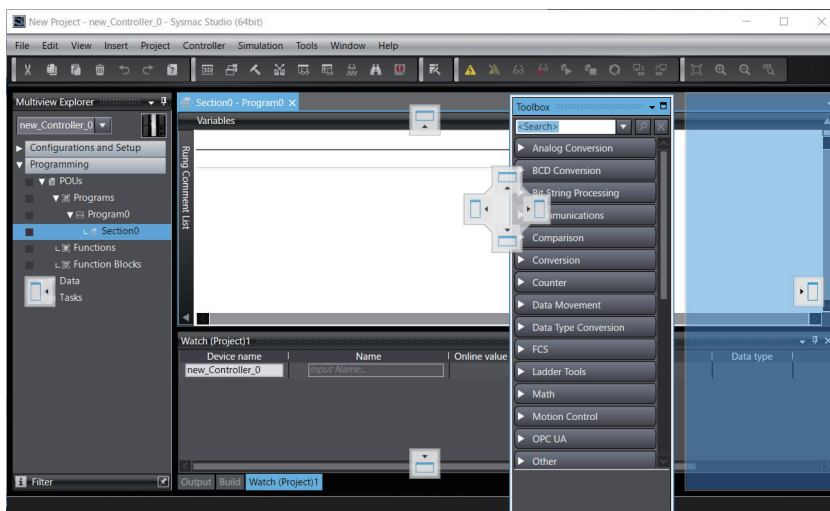 New Project - new_Controller_0 - Sysmac Studio (64bit)
File Edit View Insert Project Controller Simulation Tools Window Help
Multiview Explorer
new_Controller_0
Configurations and Setup
Programming
POUs
Programs
Program0
Section0
Functions
Function Blocks
Data
Tasks
Filter
Section0 - Program0
Variables
Rung Comment List
Watch (Project)1
Device name Name Online value Data type
new_Controller_0 Input Name...
Output Build Watch (Project)1
Toolbox
<Search>
Analog Conversion
BCD Conversion
Bit String Processing
Comparison
Conversion
Counter
Data Movement
Data Type Conversion
FCS
Ladder Tools
Math
Motion Control
OPC UA
Other